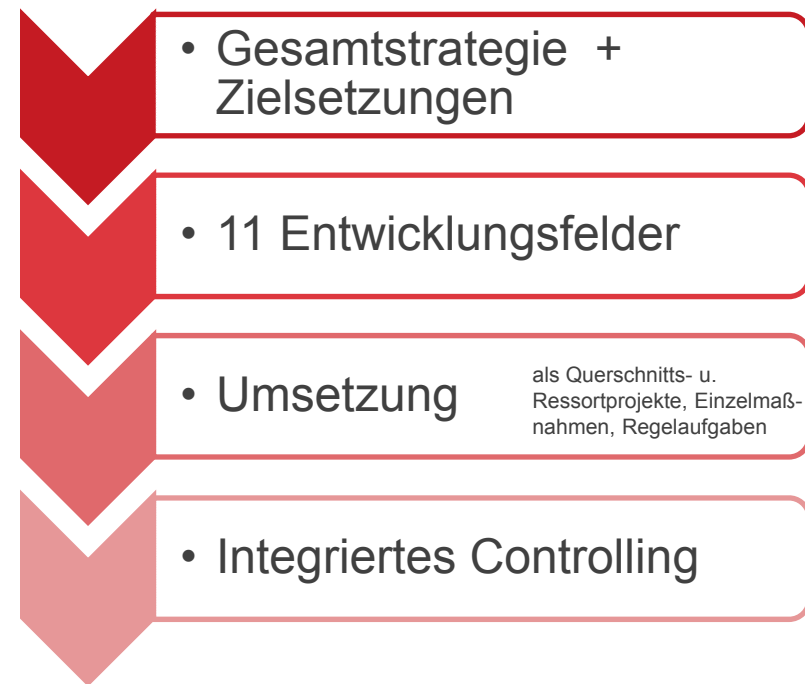 • Gesamtstrategie +
Zielsetzungen
• 11 Entwicklungsfelder
• Umsetzung
als Querschnitts- u.
Ressortprojekte, Einzelmaß-
nahmen, Regelaufgaben
• Integriertes Controlling